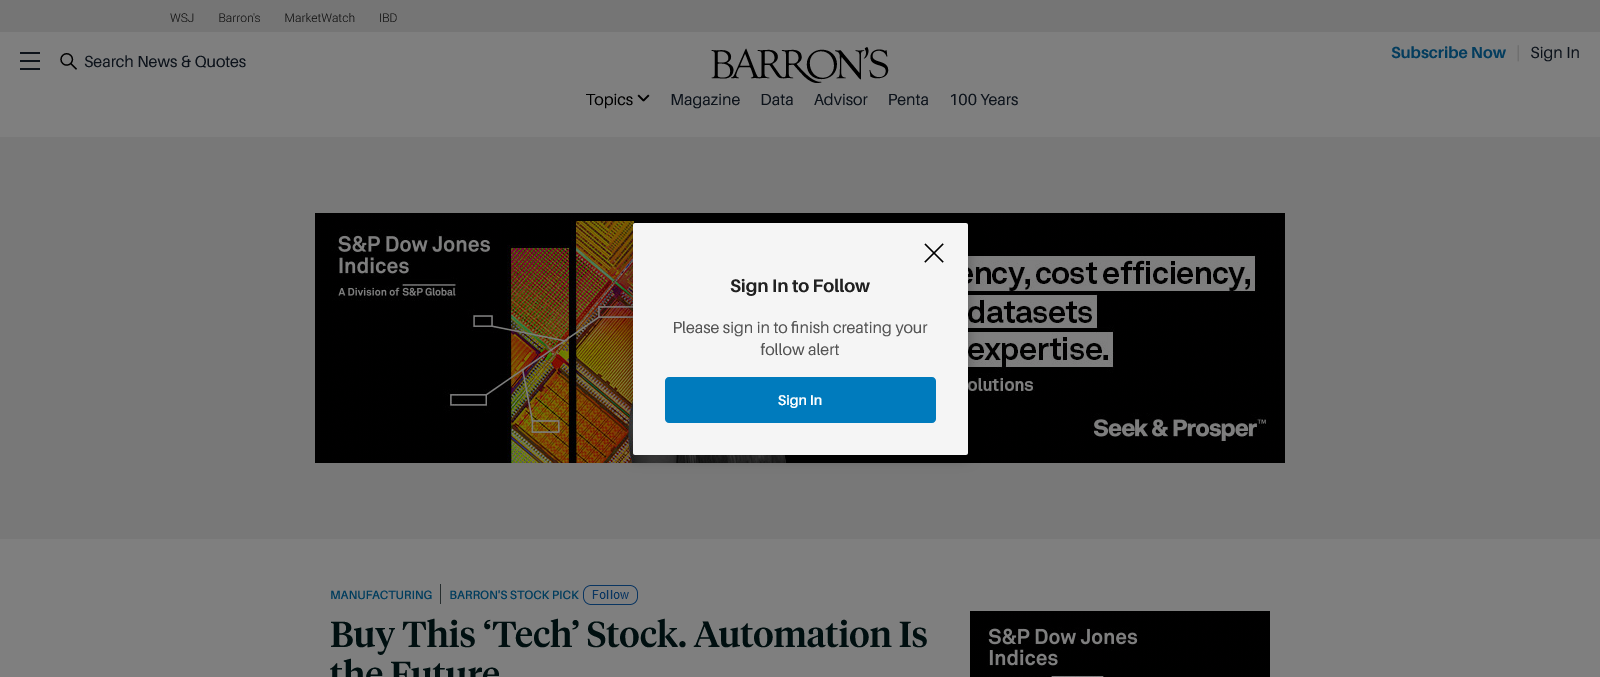 WSJ Barron's MarketWatch IBD
Search News & Quotes
BARRON'S
Subscribe Now
Sign In
Topics Magazine Data Advisor Penta 100 Years
S&P Dow Jones
Indices
A Division of S&P Global
ency, cost efficiency,
datasets
expertise.
olutions
Seek & Prosper™
Sign In to Follow
Please sign in to finish creating your
follow alert
Sign In
MANUFACTURING BARRON'S STOCK PICK Follow
Buy This ‘Tech’ Stock. Automation Is
the Future
S&P Dow Jones
Indices